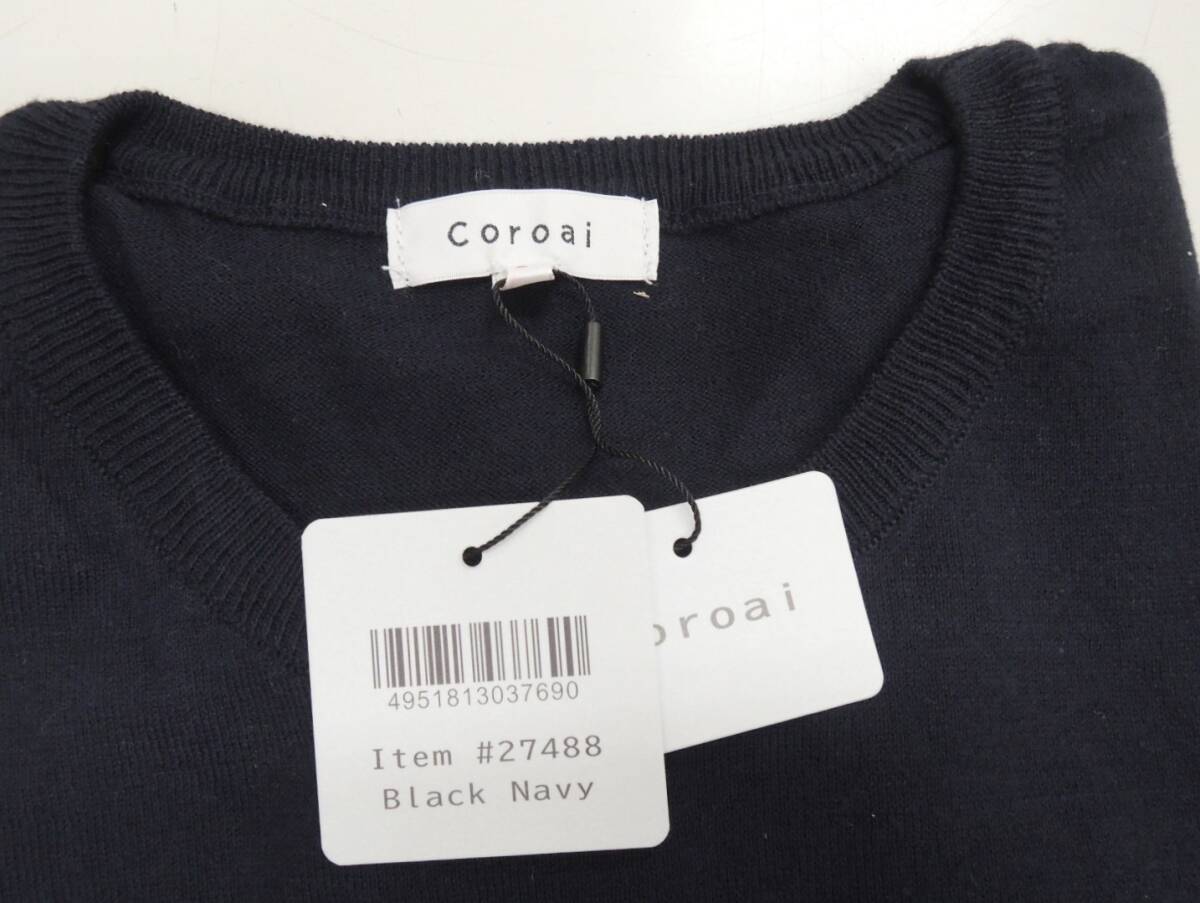 Coroai
4951813037690
Item #27488
Black Navy
oroai